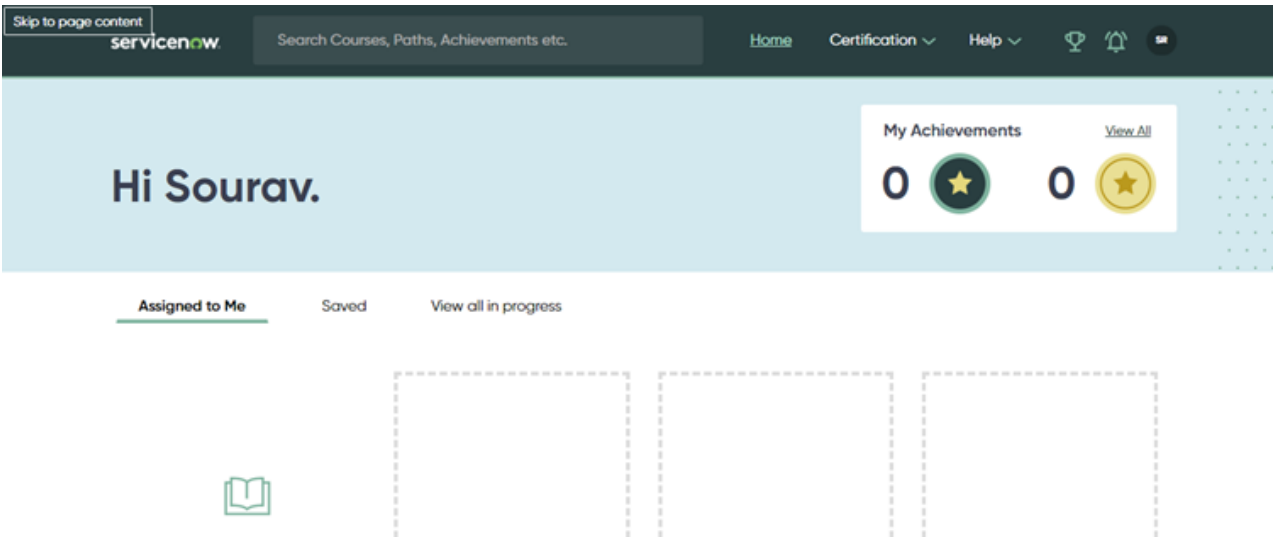 Skip to page content
servicenow.
Search Courses, Paths, Achievements etc.
Home
Certification
Help
SR
My Achievements
View All
0
0
Hi Sourav.
Assigned to Me
Saved
View all in progress